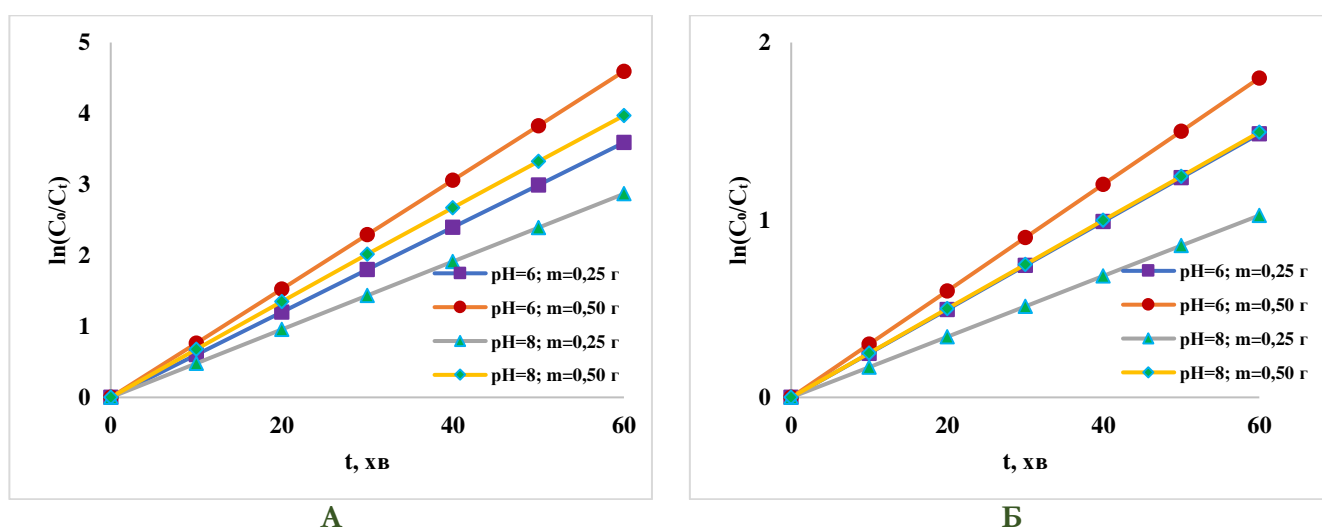 5
4
3
2
1
0
ln(C₀/Cₜ)
pH=6; m=0,25 г
pH=6; m=0,50 г
pH=8; m=0,25 г
pH=8; m=0,50 г
0 20 40 60
t, хв
А
2
1
0
ln(C₀/Cₜ)
pH=6; m=0,25 г
pH=6; m=0,50 г
pH=8; m=0,25 г
pH=8; m=0,50 г
0 20 40 60
t, хв
Б